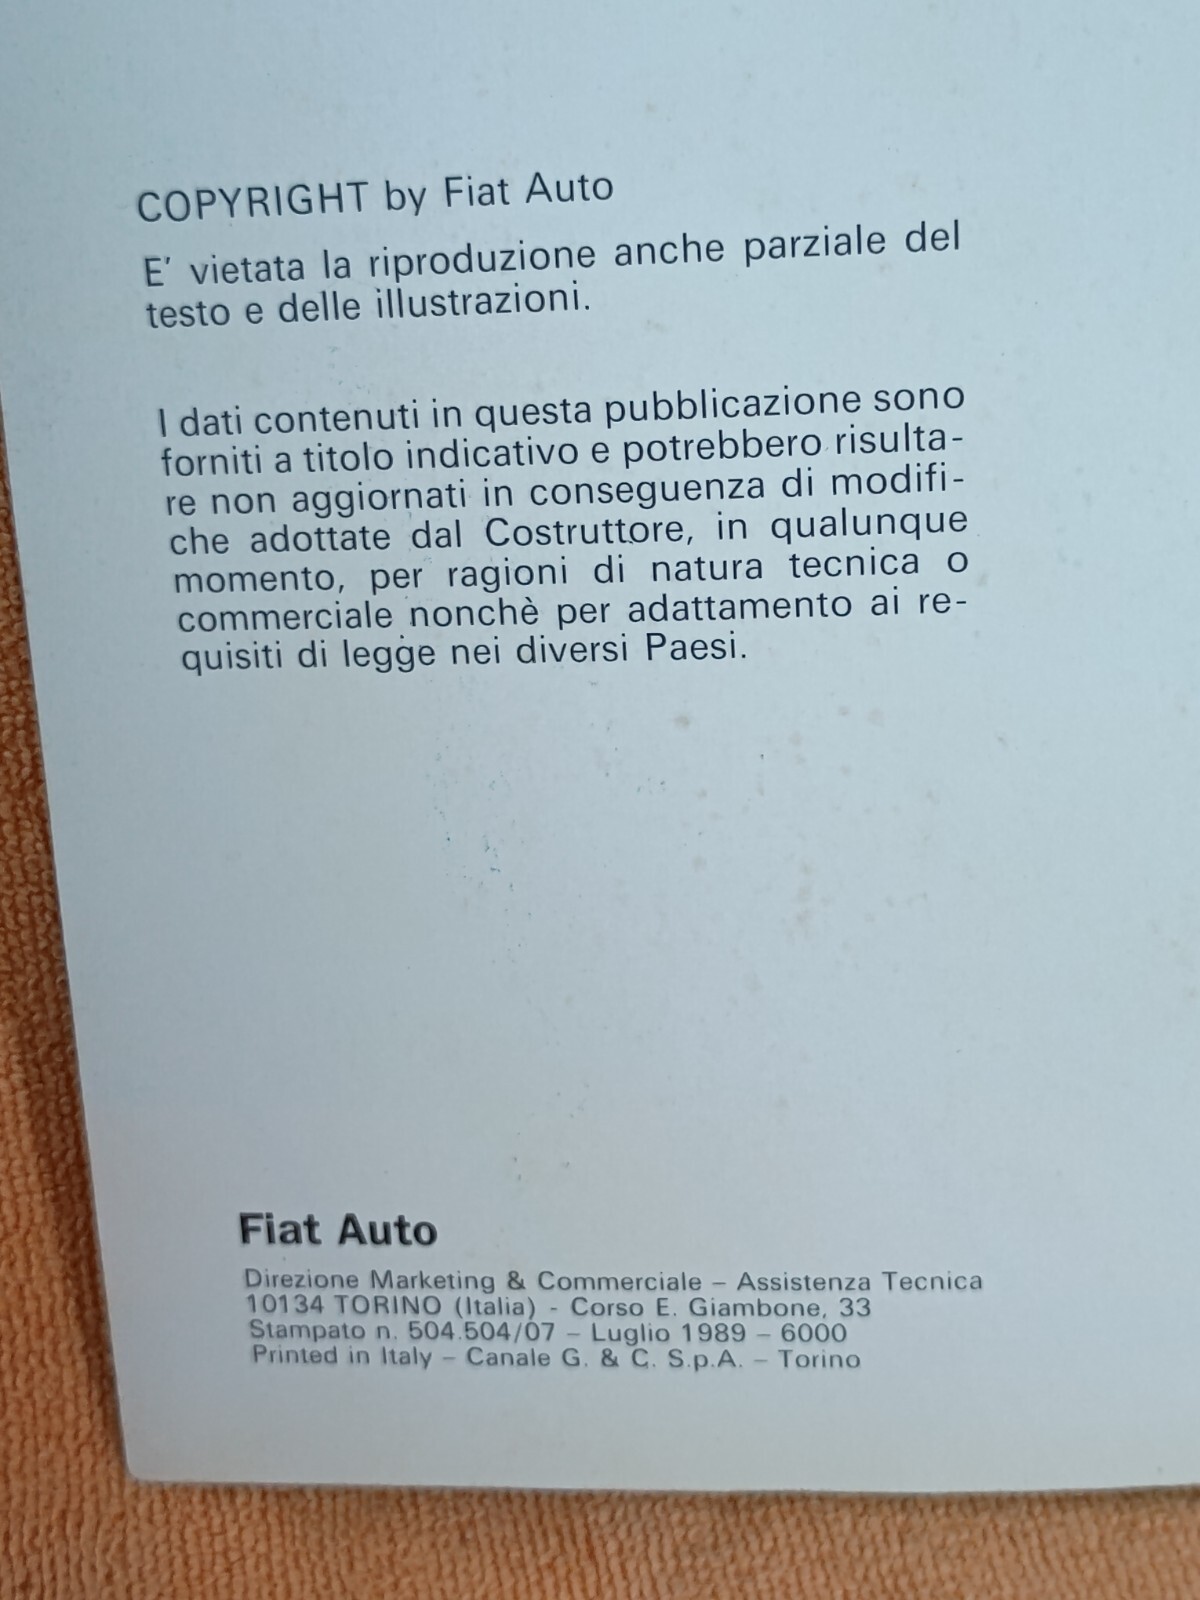 COPYRIGHT by Fiat Auto
E' vietata la riproduzione anche parziale del
testo e delle illustrazioni.
I dati contenuti in questa pubblicazione sono
forniti a titolo indicativo e potrebbero risulta-
re non aggiornati in conseguenza di modifi-
che adottate dal Costruttore, in qualunque
momento, per ragioni di natura tecnica o
commerciale nonchè per adattamento ai re-
quisiti di legge nei diversi Paesi.
Fiat Auto
Direzione Marketing & Commerciale – Assistenza Tecnica
10134 TORINO (Italia) - Corso E. Giambone, 33
Stampato n. 504.504/07 – Luglio 1989 – 6000
Printed in Italy – Canale G. & C. S.p.A. – Torino